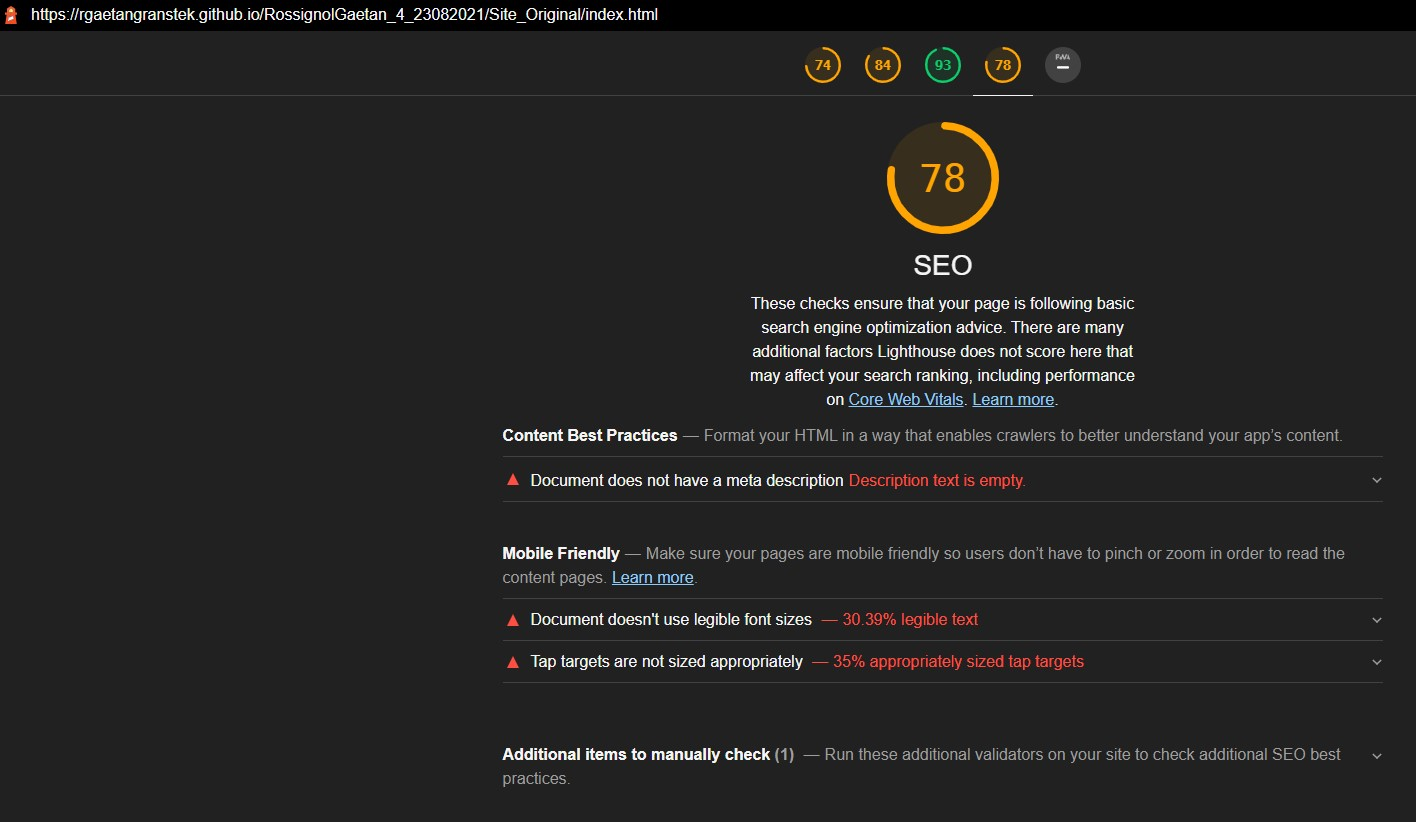 https://rgaetangranstek.github.io/RossignolGaetan_4_23082021/Site_Original/index.html
74 84 93 78 PWA
78
SEO
These checks ensure that your page is following basic
search engine optimization advice. There are many
additional factors Lighthouse does not score here that
may affect your search ranking, including performance
on Core Web Vitals. Learn more.
Content Best Practices — Format your HTML in a way that enables crawlers to better understand your app’s content.
Document does not have a meta description Description text is empty.
Mobile Friendly — Make sure your pages are mobile friendly so users don’t have to pinch or zoom in order to read the
content pages. Learn more.
Document doesn't use legible font sizes — 30.39% legible text
Tap targets are not sized appropriately — 35% appropriately sized tap targets
Additional items to manually check (1) — Run these additional validators on your site to check additional SEO best
practices.